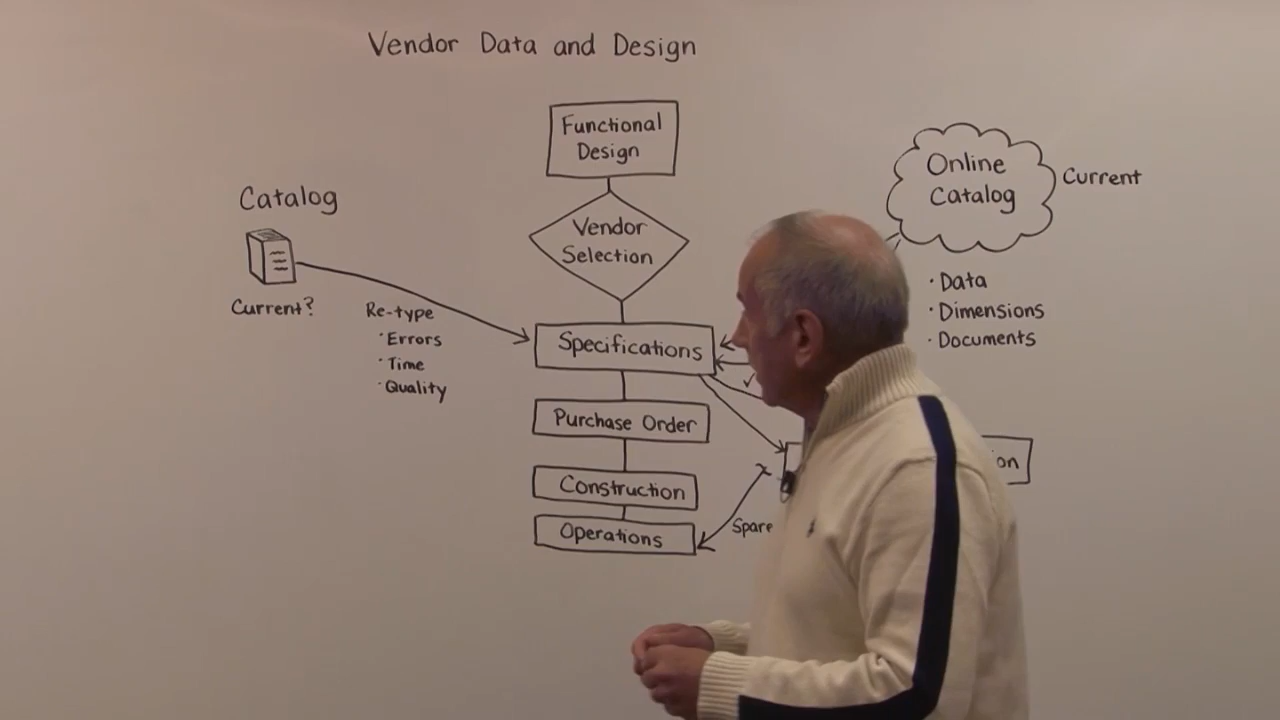 Vendor Data and Design
Functional
Design
Vendor
Selection
Specifications
Purchase Order
Construction
Operations
Catalog
Current?
Re-type
· Errors
· Time
· Quality
Online
Catalog
Current
· Data
· Dimensions
· Documents
Spare